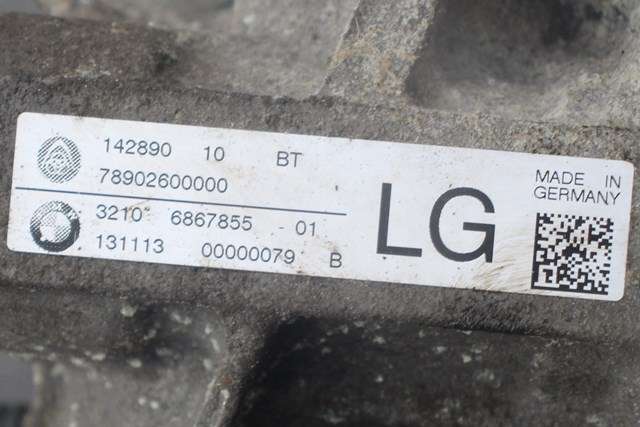 142890 10 BT
78902600000
3210 6867855 - 01
131113 00000079 B
LG
MADE IN
GERMANY